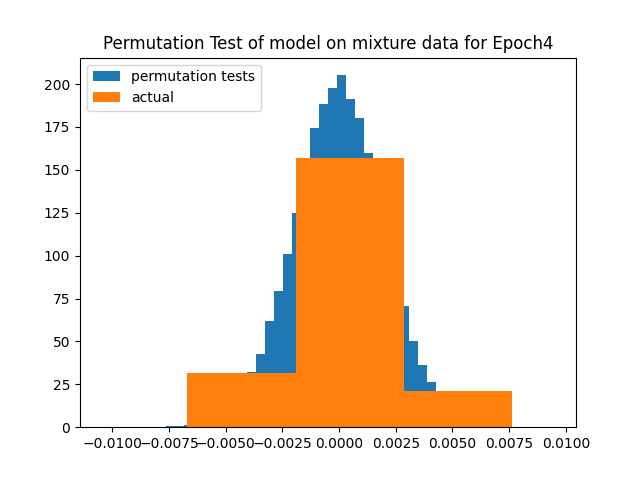 Permutation Test of model on mixture data for Epoch4
permutation tests
actual
200
175
150
125
100
75
50
25
0
−0.0100 −0.0075 −0.0050 −0.0025 0.0000 0.0025 0.0050 0.0075 0.0100